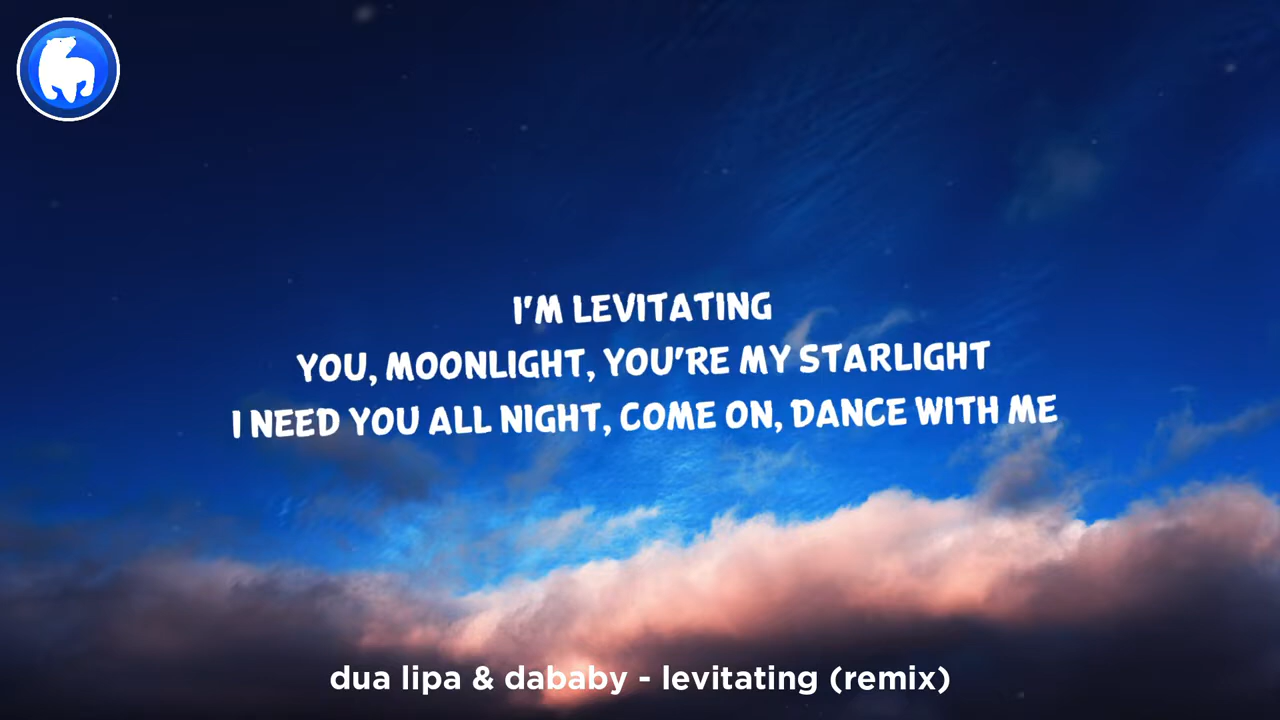 I'M LEVITATING
YOU, MOONLIGHT, YOU'RE MY STARLIGHT
I NEED YOU ALL NIGHT, COME ON, DANCE WITH ME
dua lipa & dababy - levitating (remix)